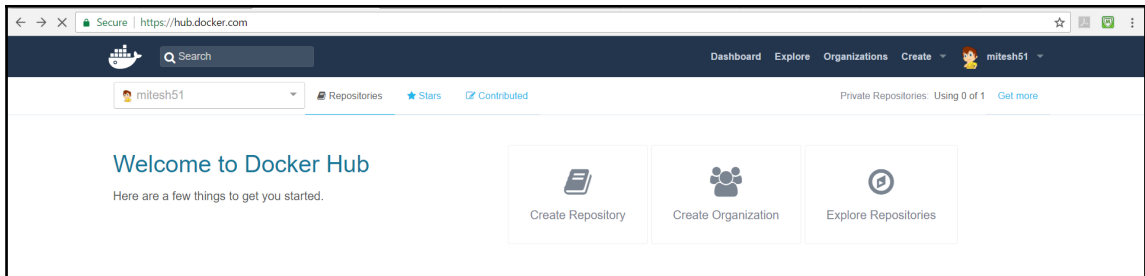 Secure | https://hub.docker.com
Search
Dashboard Explore Organizations Create mitesh51
mitesh51 Repositories Stars Contributed Private Repositories: Using 0 of 1 Get more
Welcome to Docker Hub
Here are a few things to get you started.
Create Repository Create Organization Explore Repositories